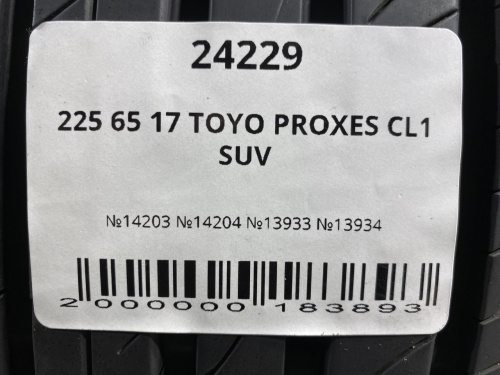 24229
225 65 17 TOYO PROXES CL1
SUV
№14203 №14204 №13933 №13934
2 000000 183893